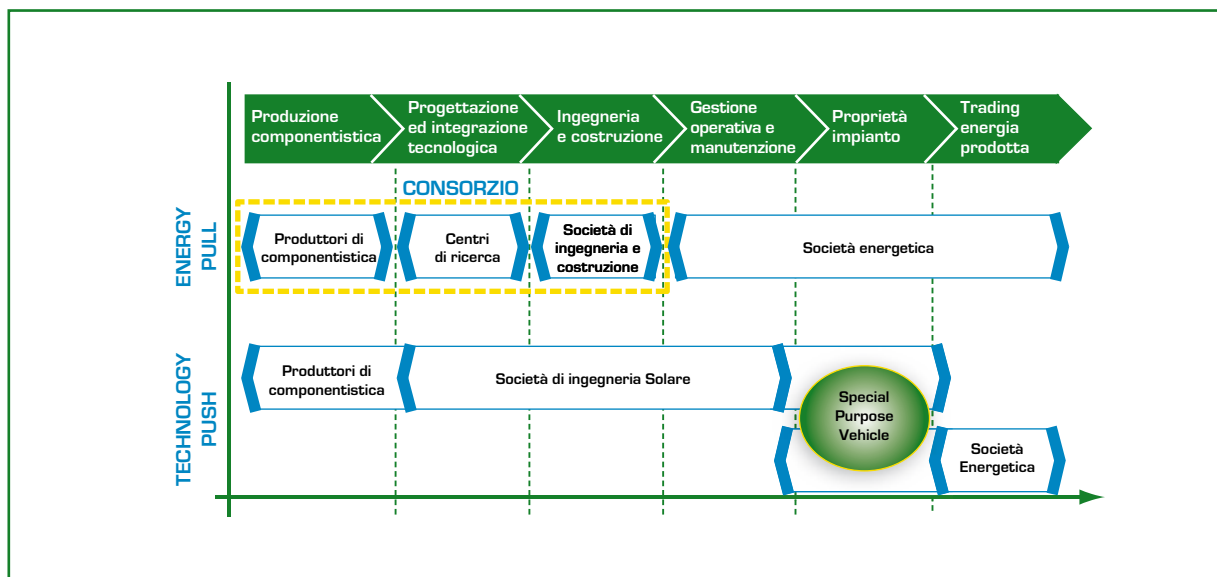 Produzione
componentistica
Progettazione
ed integrazione
tecnologica
Ingegneria
e costruzione
Gestione
operativa e
manutenzione
Proprietà
impianto
Trading
energia
prodotta
CONSORZIO
ENERGY
PULL
Produttori di
componentistica
Centri
di ricerca
Società di
ingegneria e
costruzione
Società energetica
TECHNOLOGY
PUSH
Produttori di
componentistica
Società di ingegneria Solare
Special
Purpose
Vehicle
Società
Energetica